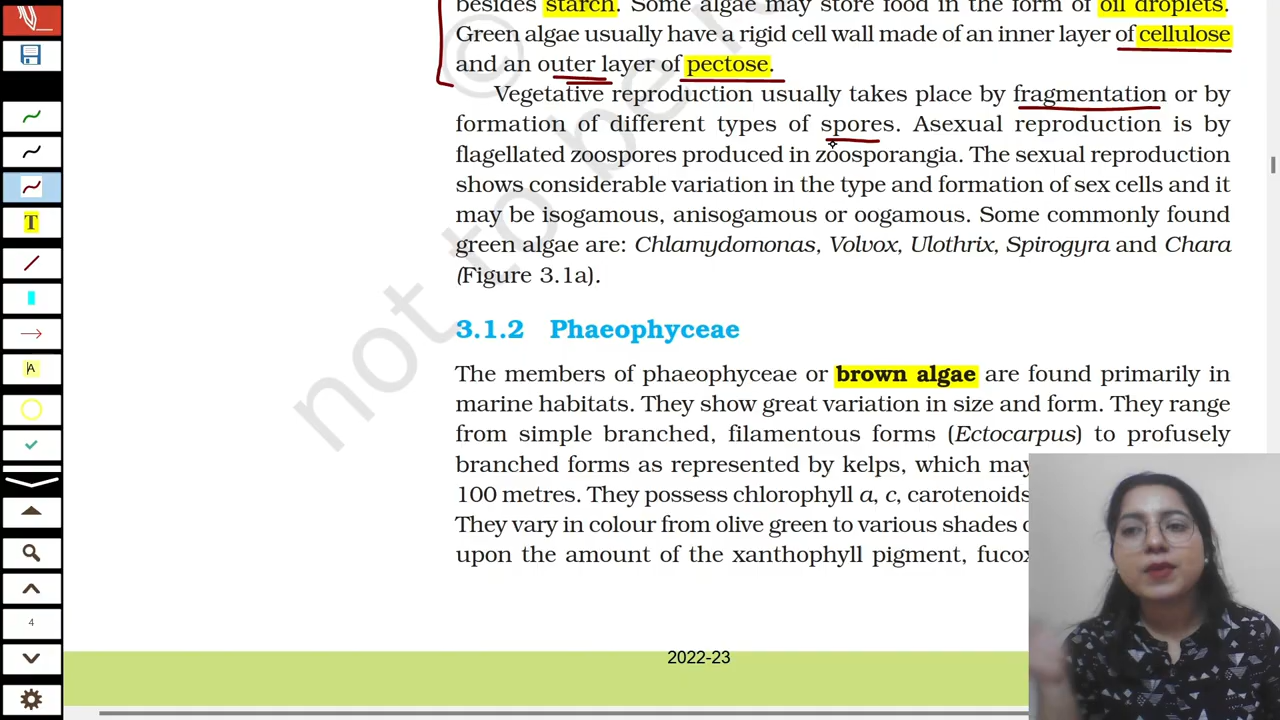 besides starch. Some algae may store food in the form of oil droplets.
Green algae usually have a rigid cell wall made of an inner layer of cellulose
and an outer layer of pectose.
Vegetative reproduction usually takes place by fragmentation or by
formation of different types of spores. Asexual reproduction is by
flagellated zoospores produced in zoosporangia. The sexual reproduction
shows considerable variation in the type and formation of sex cells and it
may be isogamous, anisogamous or oogamous. Some commonly found
green algae are: Chlamydomonas, Volvox, Ulothrix, Spirogyra and Chara
(Figure 3.1a).
3.1.2 Phaeophyceae
The members of phaeophyceae or brown algae are found primarily in
marine habitats. They show great variation in size and form. They range
from simple branched, filamentous forms (Ectocarpus) to profusely
branched forms as represented by kelps, which may
100 metres. They possess chlorophyll a, c, carotenoids
They vary in colour from olive green to various shades
upon the amount of the xanthophyll pigment,
2022-23
© not to be
T
A
4